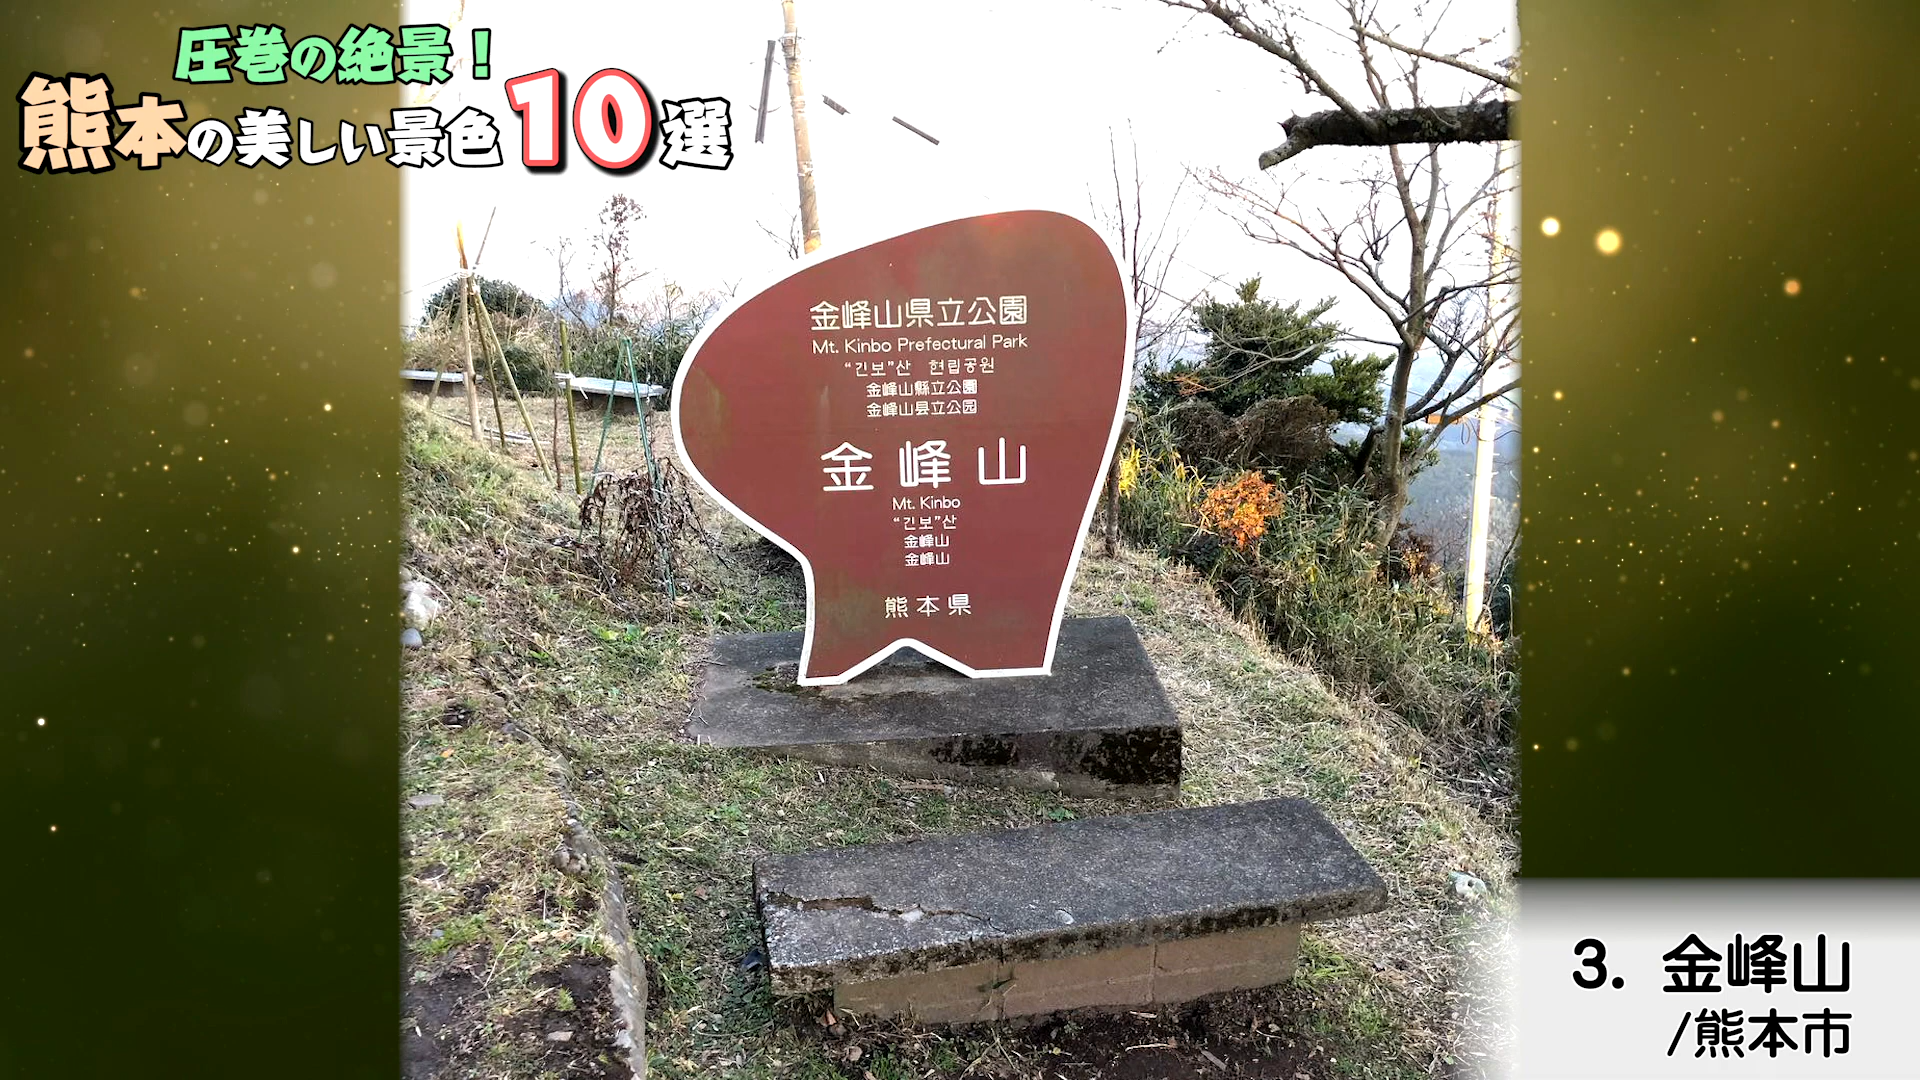 圧巻の絶景！
熊本の美しい景色10選
金峰山県立公園
Mt. Kinbo Prefectural Park
“긴보”산 현립공원
金峰山縣立公園
金峰山县立公园
金峰山
Mt. Kinbo
“긴보”산
金峰山
金峰山
熊本県
3. 金峰山
/熊本市